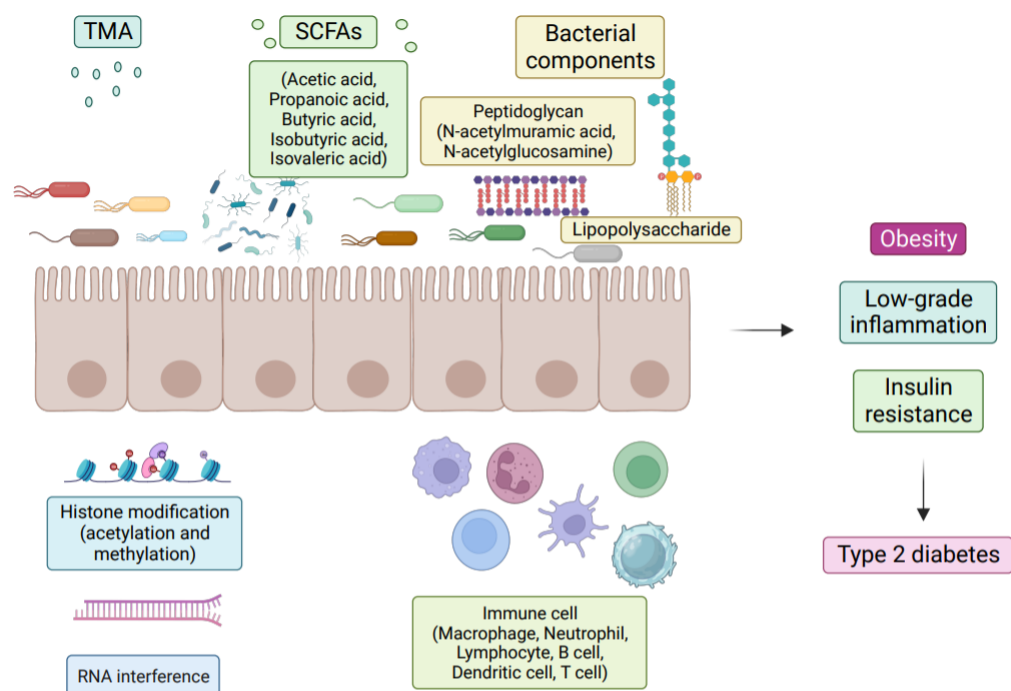 TMA
SCFAs
(Acetic acid,
Propanoic acid,
Butyric acid,
Isobutyric acid,
Isovaleric acid)
Bacterial
components
Peptidoglycan
(N-acetylmuramic acid,
N-acetylglucosamine)
Lipopolysaccharide
Obesity
Low-grade
inflammation
Insulin
resistance
Type 2 diabetes
Histone modification
(acetylation and
methylation)
RNA interference
Immune cell
(Macrophage, Neutrophil,
Lymphocyte, B cell,
Dendritic cell, T cell)